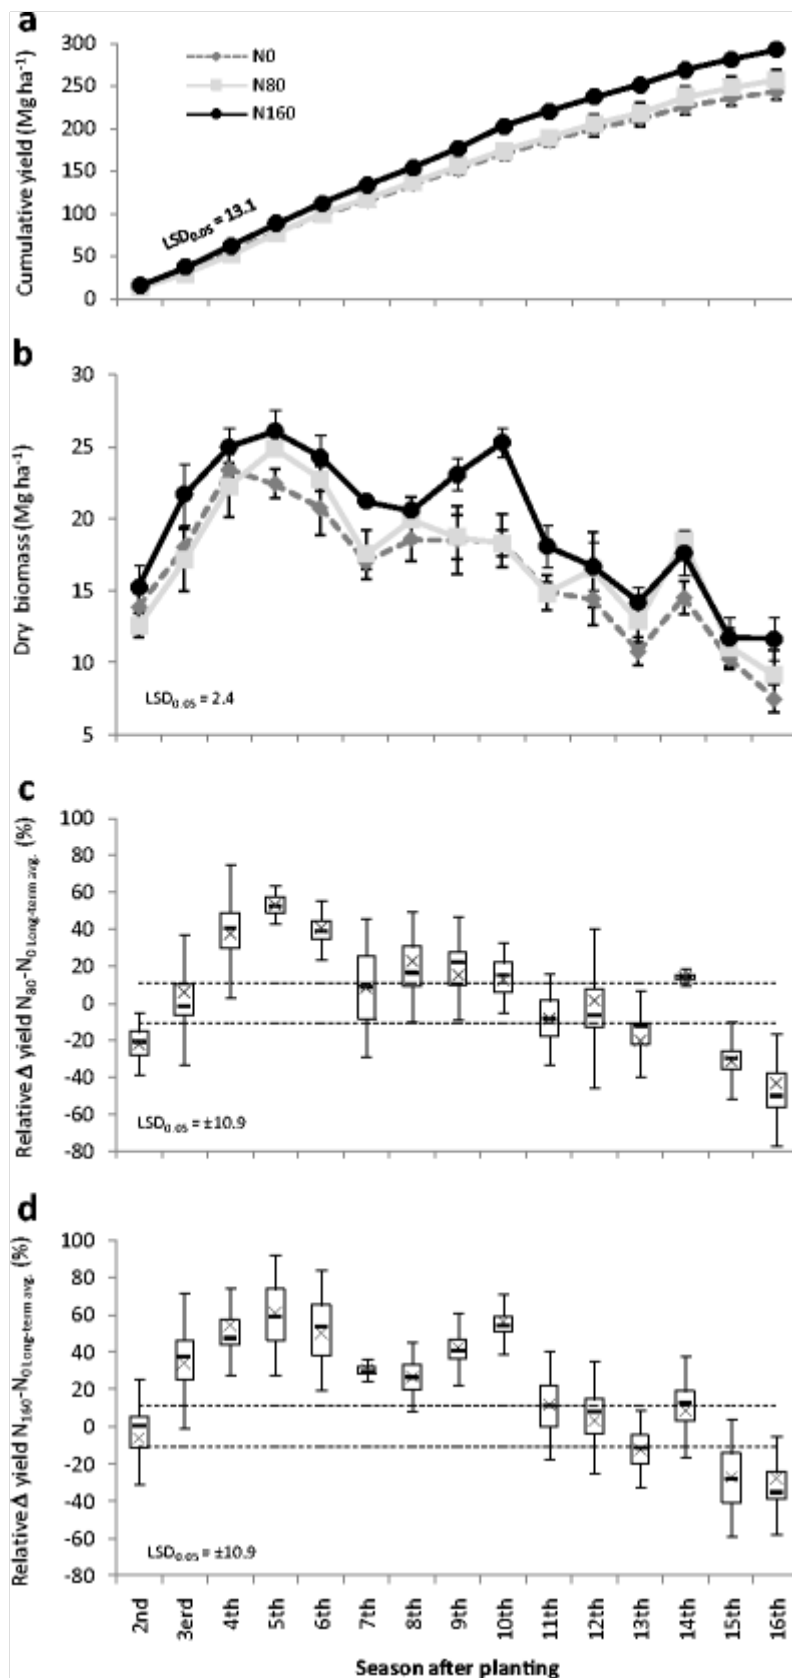 a
Cumulative yield (Mg ha⁻¹)
300
250
200
150
100
50
0
N0
N80
N160
LSD₀.₀₅ = 13.1
b
Dry biomass (Mg ha⁻¹)
30
25
20
15
10
5
LSD₀.₀₅ = 2.4
c
Relative Δ yield N₈₀-N₀ Long-term avg. (%)
100
80
60
40
20
0
-20
-40
-60
-80
LSD₀.₀₅ = ±10.9
d
Relative Δ yield N₁₆₀-N₀ Long-term avg. (%)
100
80
60
40
20
0
-20
-40
-60
-80
LSD₀.₀₅ = ±10.9
2nd 3erd 4th 5th 6th 7th 8th 9th 10th 11th 12th 13th 14th 15th 16th
Season after planting